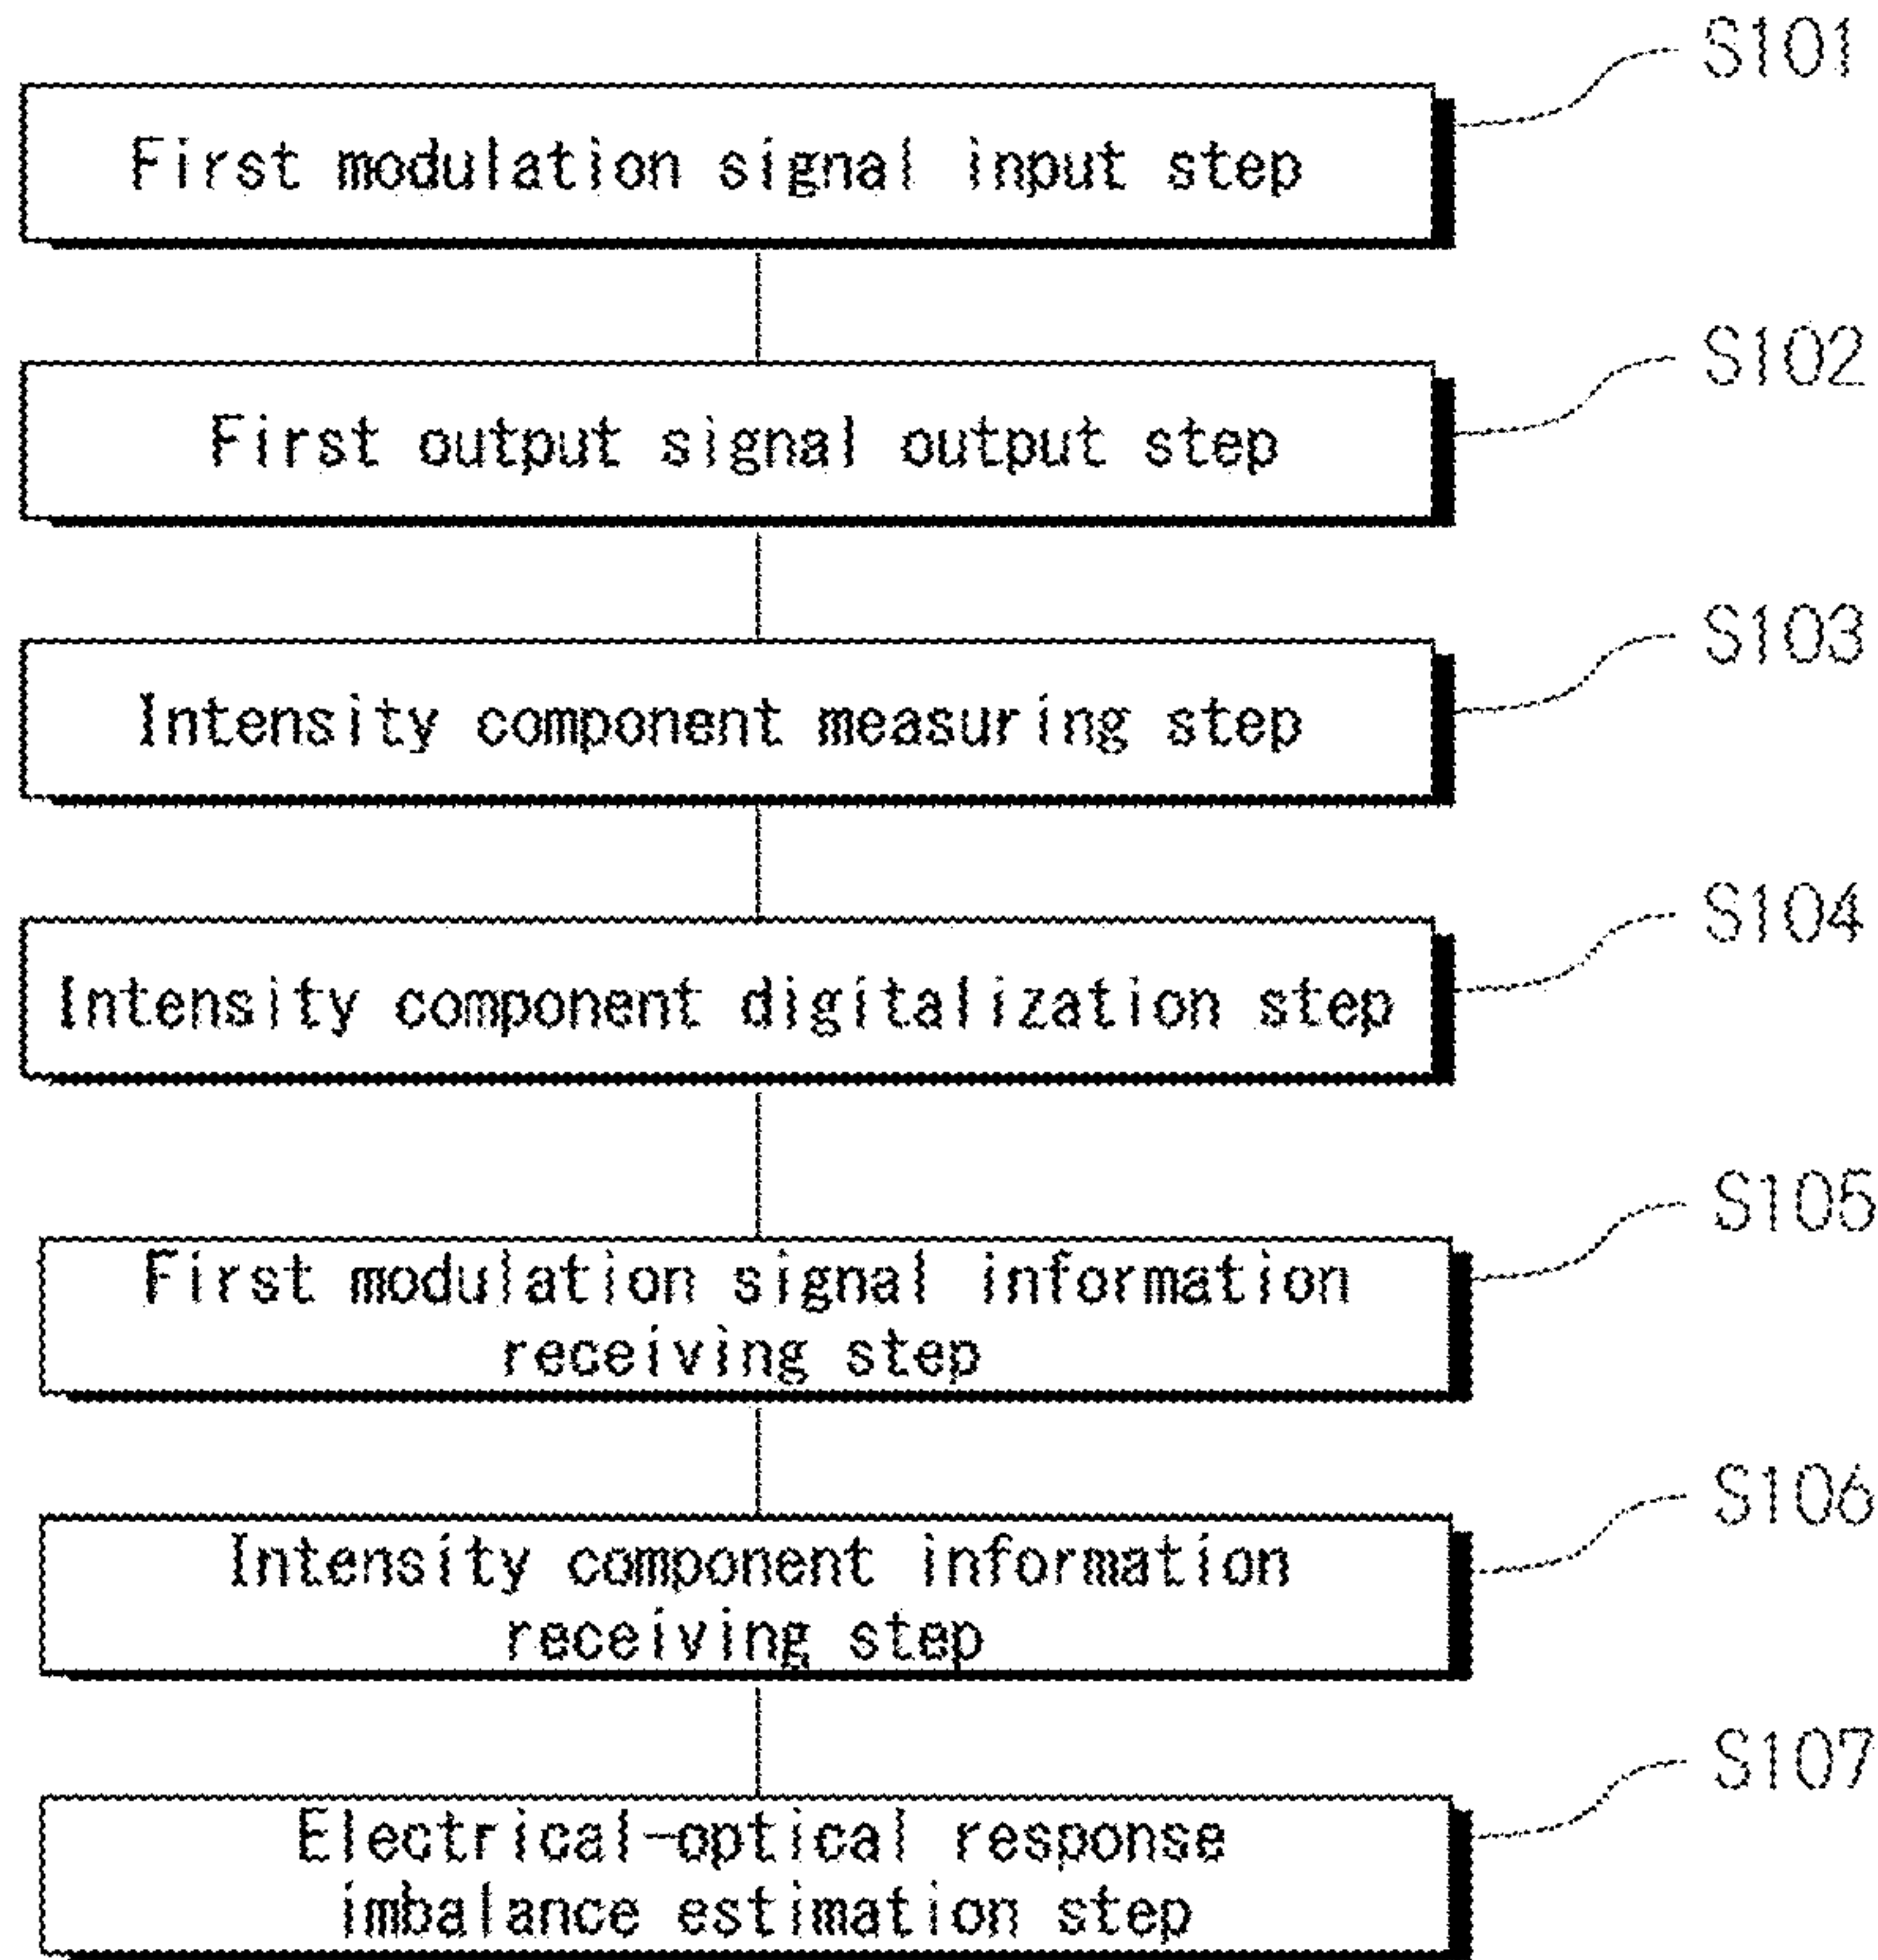 S101
First modulation signal input step
S102
First output signal output step
S103
Intensity component measuring step
S104
Intensity component digitalization step
S105
First modulation signal information
receiving step
S106
Intensity component information
receiving step
S107
Electrical-optical response
imbalance estimation step